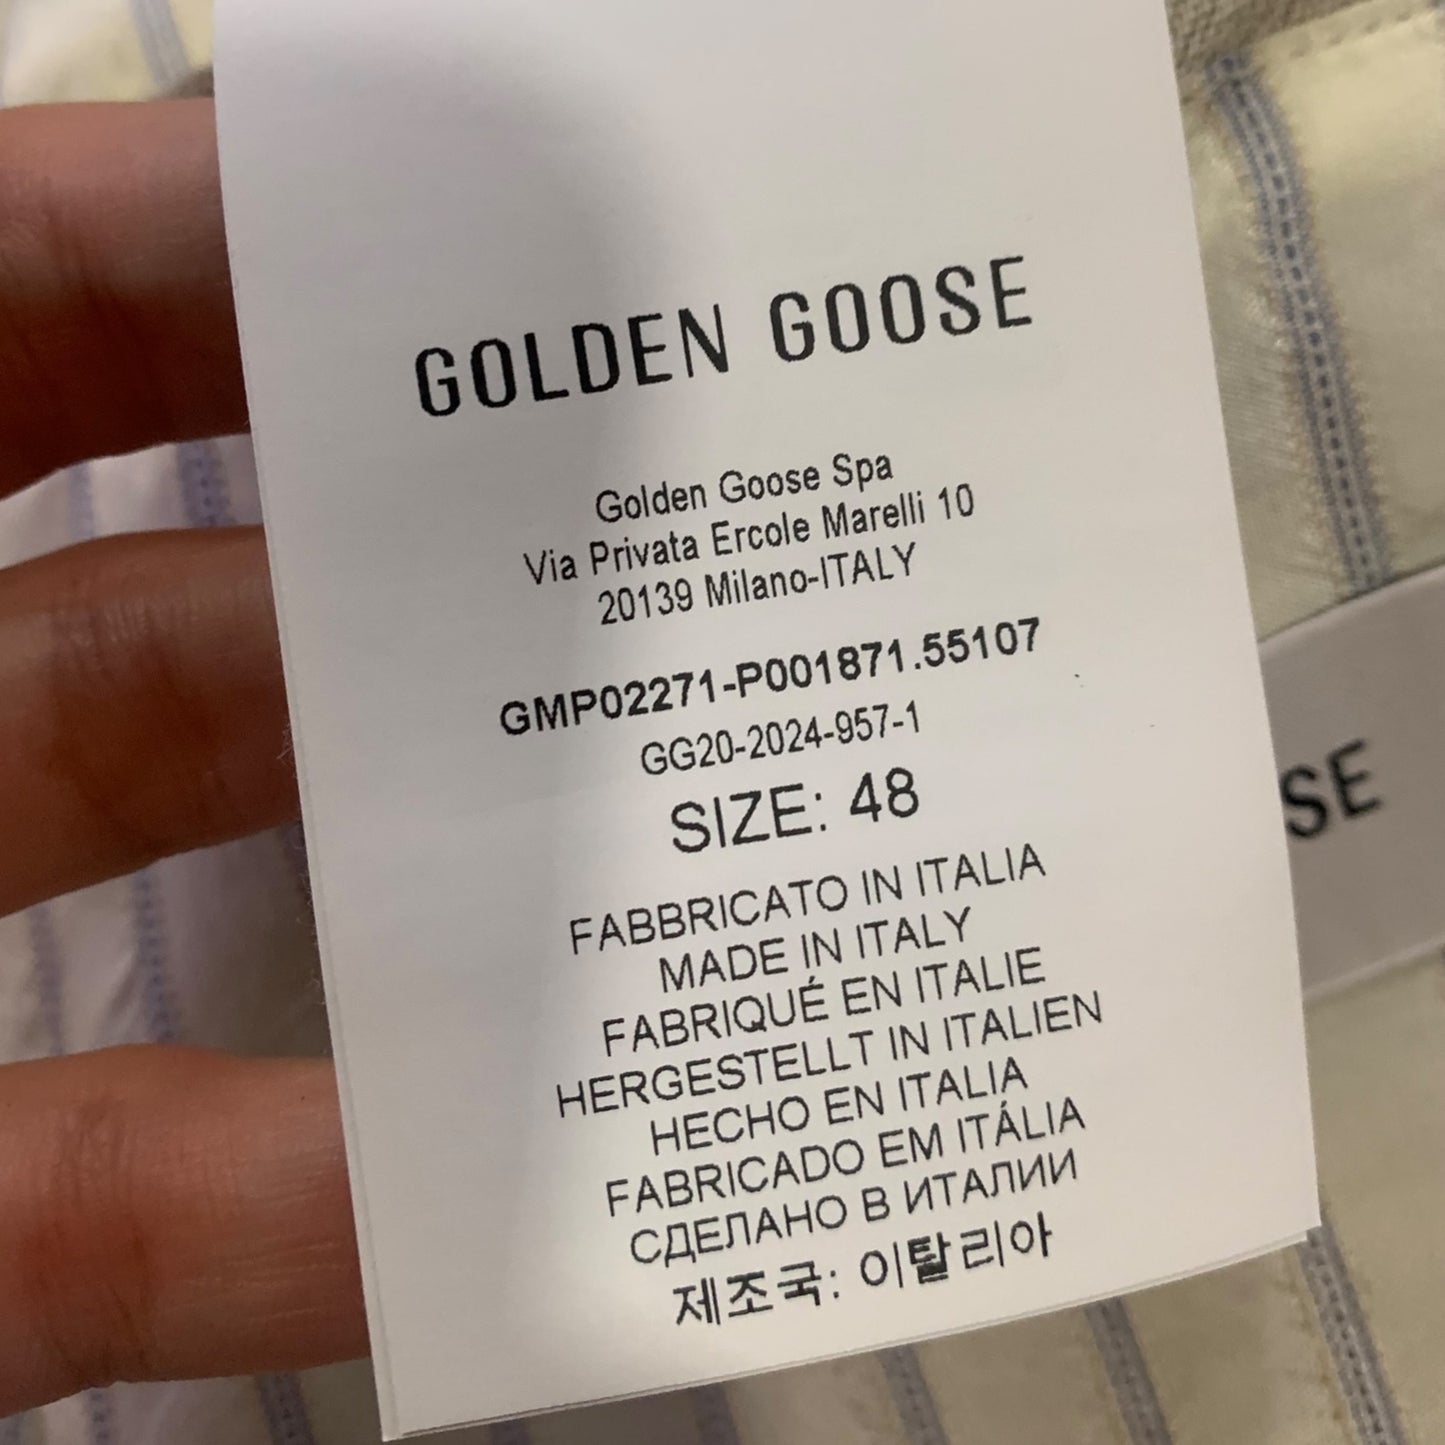 GOLDEN GOOSE
Golden Goose Spa
Via Privata Ercole Marelli 10
20139 Milano-ITALY
GMP02271-P001871.55107
GG20-2024-957-1
SIZE: 48
FABBRICATO IN ITALIA
MADE IN ITALY
FABRIQUÉ EN ITALIE
HERGESTELLT IN ITALIEN
HECHO EN ITALIA
FABRICADO EM ITÁLIA
СДЕЛАНО В ИТАЛИИ
제조국: 이탈리아
SE